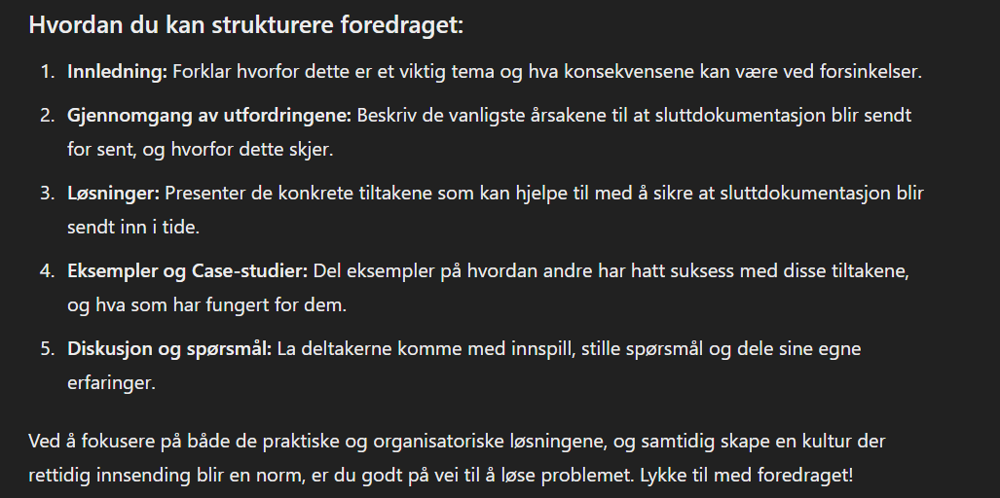 Hvordan du kan strukturere foredraget:
1. Innledning: Forklar hvorfor dette er et viktig tema og hva konsekvensene kan være ved forsinkelser.
2. Gjennomgang av utfordringene: Beskriv de vanligste årsakene til at sluttdokumentasjon blir sendt
for sent, og hvorfor dette skjer.
3. Løsninger: Presenter de konkrete tiltakene som kan hjelpe til med å sikre at sluttdokumentasjon blir
sendt inn i tide.
4. Eksempler og Case-studier: Del eksempler på hvordan andre har hatt suksess med disse tiltakene,
og hva som har fungert for dem.
5. Diskusjon og spørsmål: La deltakerne komme med innspill, stille spørsmål og dele sine egne
erfaringer.
Ved å fokusere på både de praktiske og organisatoriske løsningene, og samtidig skape en kultur der
rettidig innsending blir en norm, er du godt på vei til å løse problemet. Lykke til med foredraget!